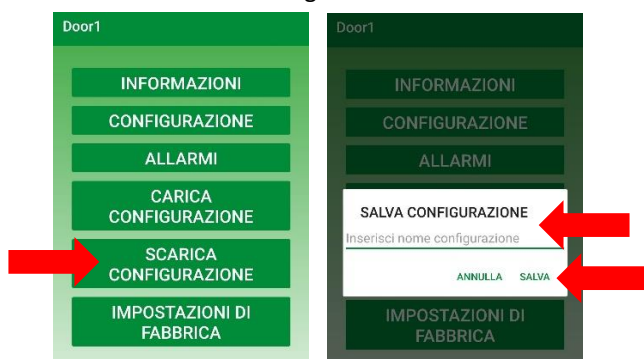 Door1
INFORMAZIONI
CONFIGURAZIONE
ALLARMI
CARICA
CONFIGURAZIONE
SCARICA
CONFIGURAZIONE
IMPOSTAZIONI DI
FABBRICA
Door1
INFORMAZIONI
CONFIGURAZIONE
ALLARMI
SALVA CONFIGURAZIONE
Inserisci nome configurazione
ANNULLA SALVA
IMPOSTAZIONI DI
FABBRICA